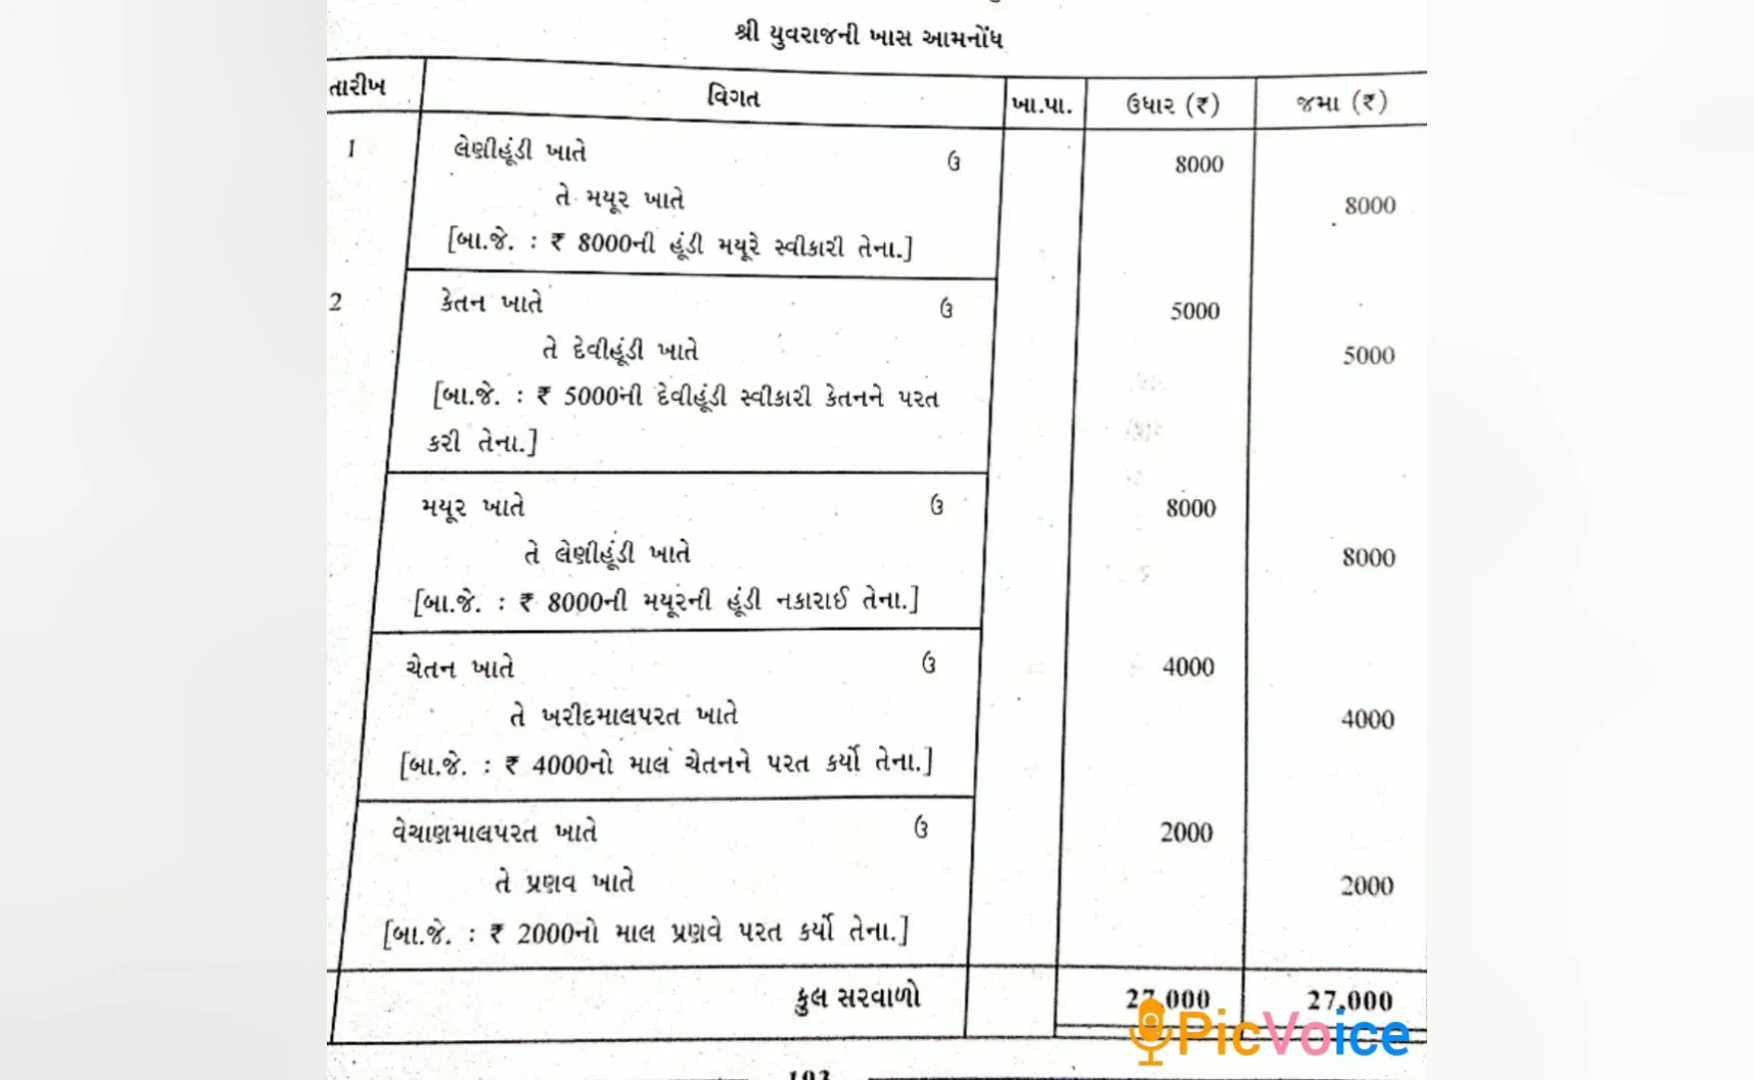 શ્રી યુવરાજની ખાસ આમનોંધ
તારીખ વિગત ખા.પા. ઉધાર (₹) જમા (₹)
1 લેણીહૂંડી ખાતે ઉ 8000
તે મયૂર ખાતે 8000
[બા.જે. : ₹ 8000ની હૂંડી મયૂરે સ્વીકારી તેના.]
2 કેતન ખાતે ઉ 5000
તે દેવીહૂંડી ખાતે 5000
[બા.જે. : ₹ 5000ની દેવીહૂંડી સ્વીકારી કેતનને પરત
કરી તેના.]
મયૂર ખાતે ઉ 8000
તે લેણીહૂંડી ખાતે 8000
[બા.જે. : ₹ 8000ની મયૂરની હૂંડી નકારાઈ તેના.]
ચેતન ખાતે ઉ 4000
તે ખરીદમાલપરત ખાતે 4000
[બા.જે. : ₹ 4000નો માલ ચેતનને પરત કર્યો તેના.]
વેચાણમાલપરત ખાતે ઉ 2000
તે પ્રણવ ખાતે 2000
[બા.જે. : ₹ 2000નો માલ પ્રણવે પરત કર્યો તેના.]
કુલ સરવાળો 27,000 27,000
PicVoice